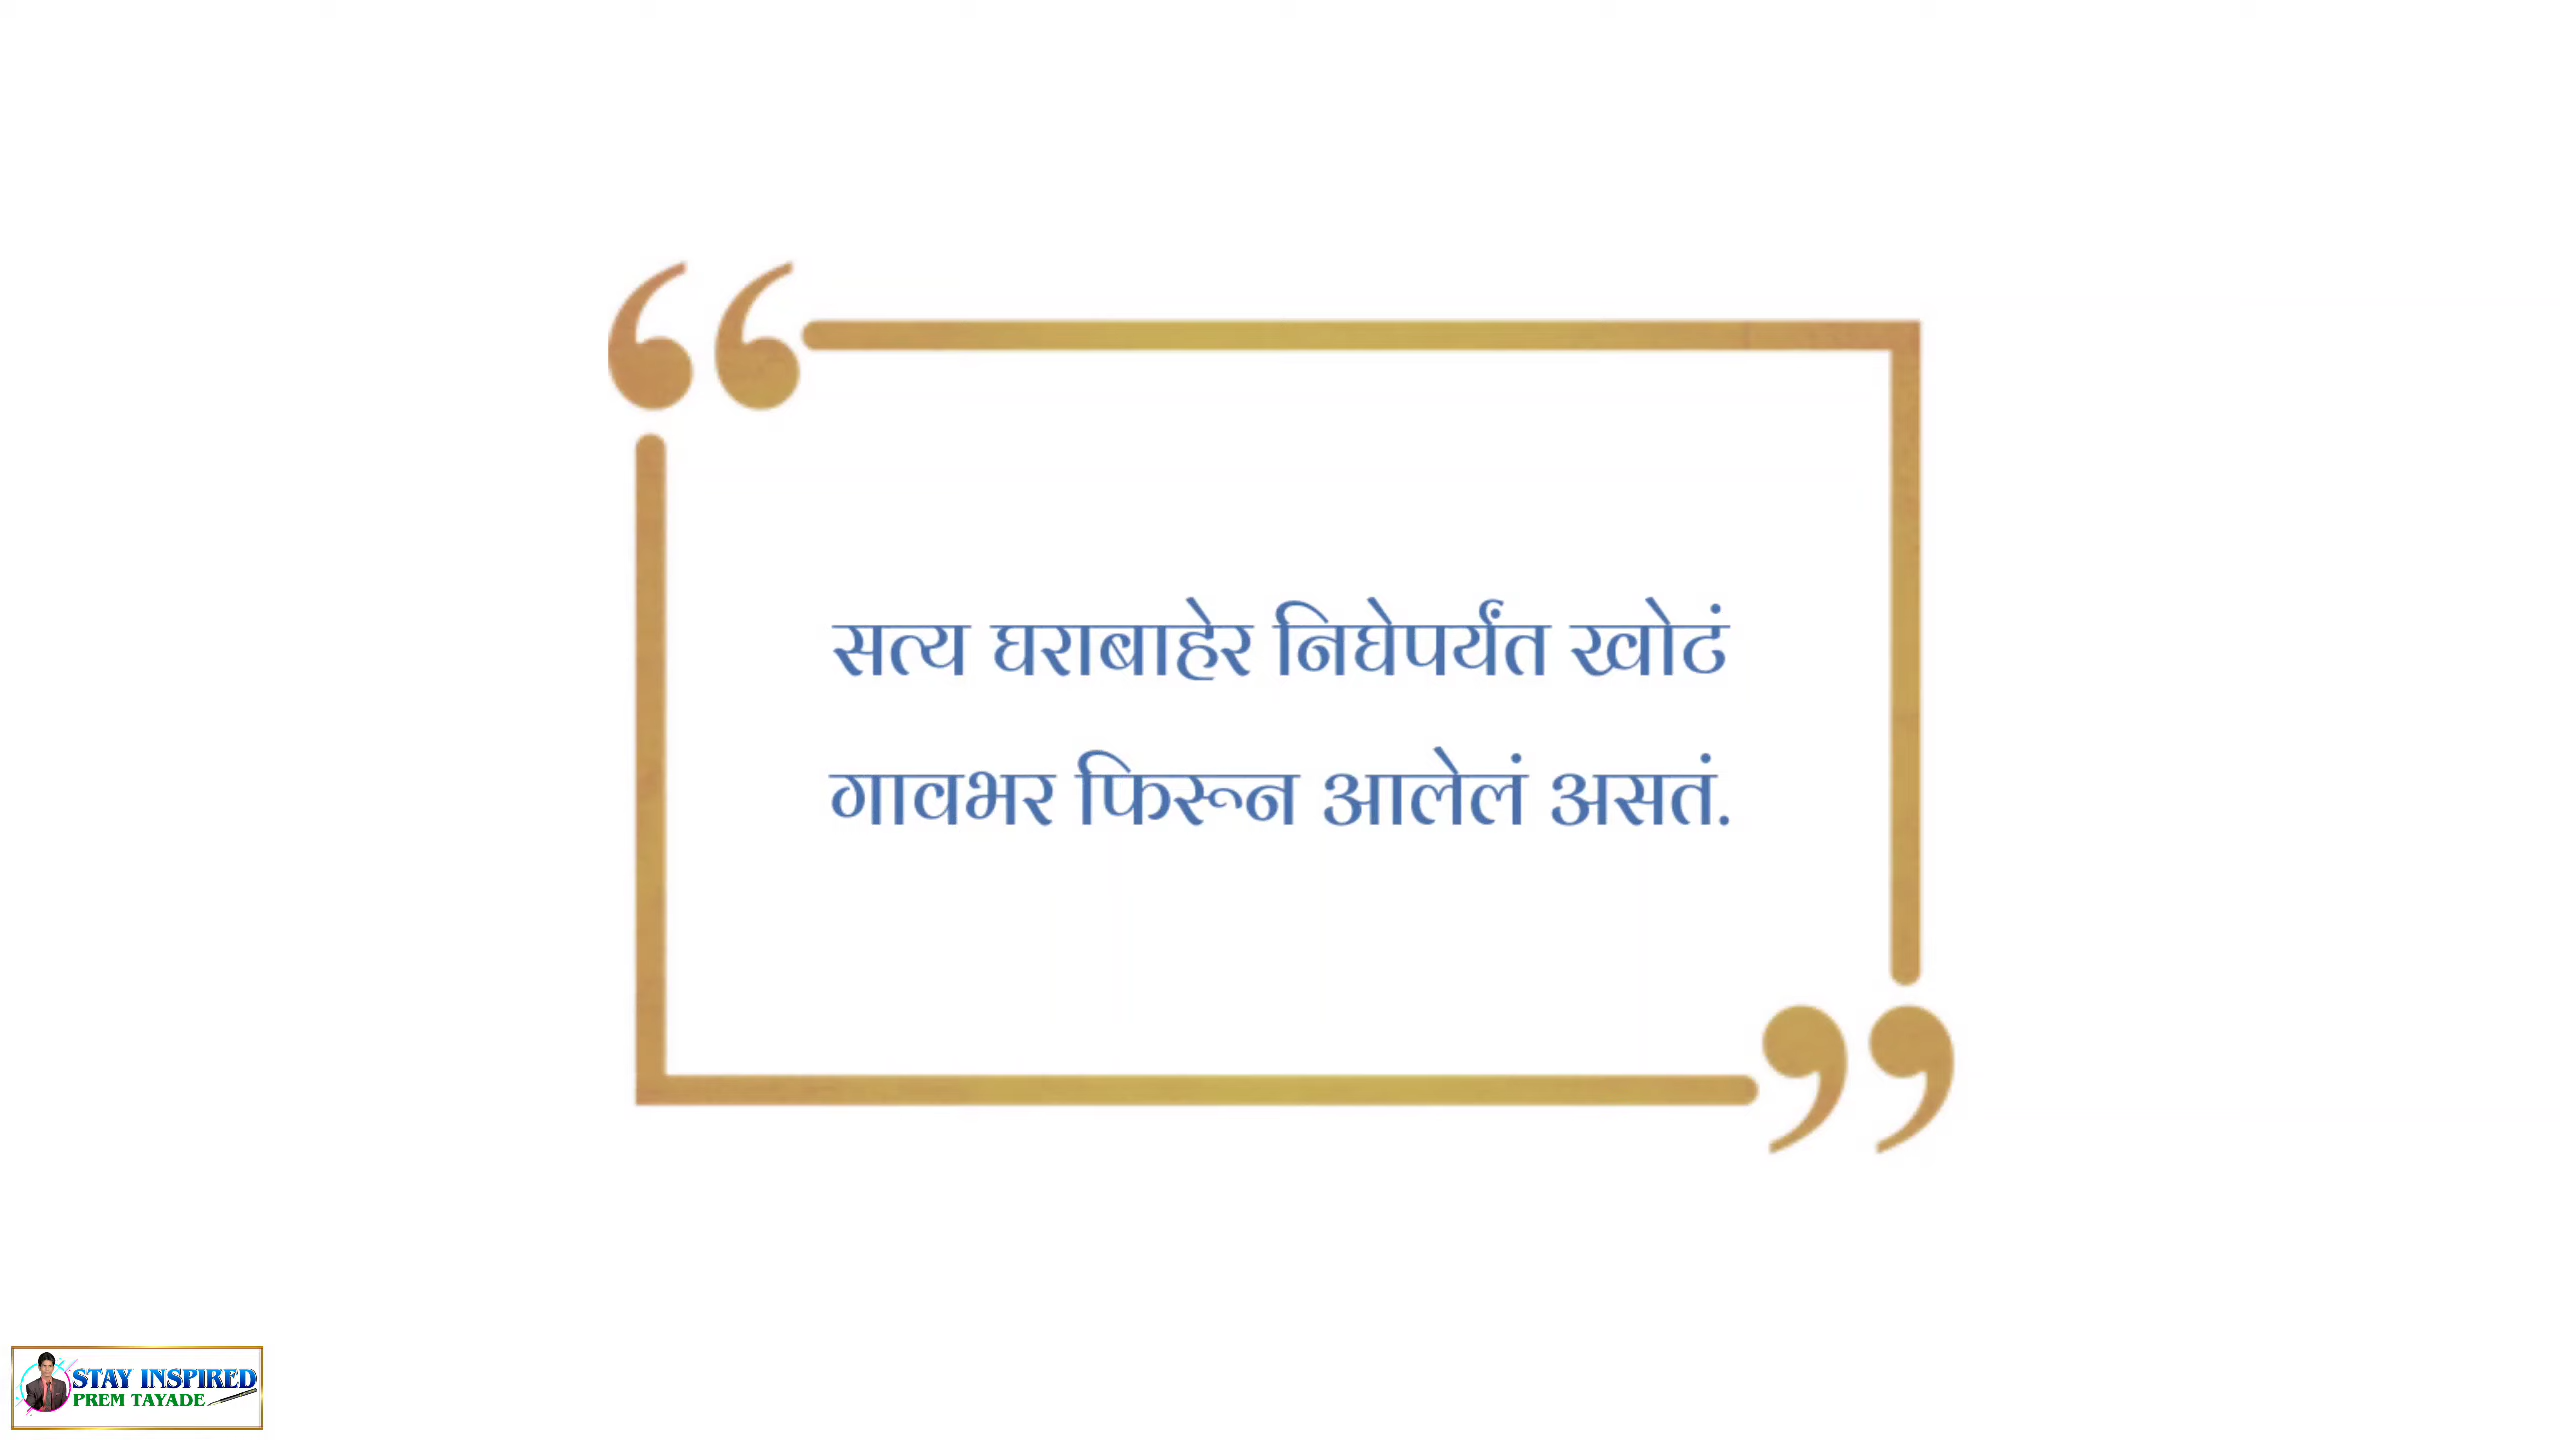 सत्य घराबाहेर निघेपर्यंत खोटं
गावभर फिरून आलेलं असतं.
STAY INSPIRED
PREM TAYADE